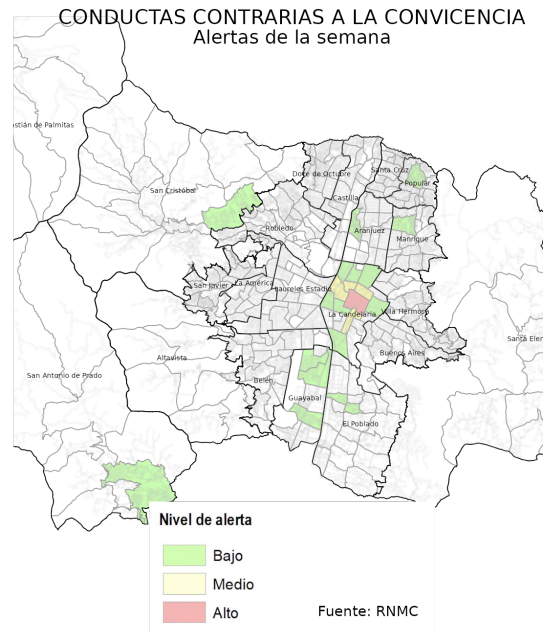 CONDUCTAS CONTRARIAS A LA CONVICENCIA
Alertas de la semana
stián de Palmitas
Doce de Octubre
Santa Cruz
Popular
San Cristóbal
Castilla
Robledo
Aranjuez
Manrique
San Javier
La América
Laureles Estadio
La Candelaria
Villa Hermosa
Santa Elen
Altavista
Buenos Aires
San Antonio de Prado
Belén
Guayabal
El Poblado
Nivel de alerta
Bajo
Medio
Alto
Fuente: RNMC